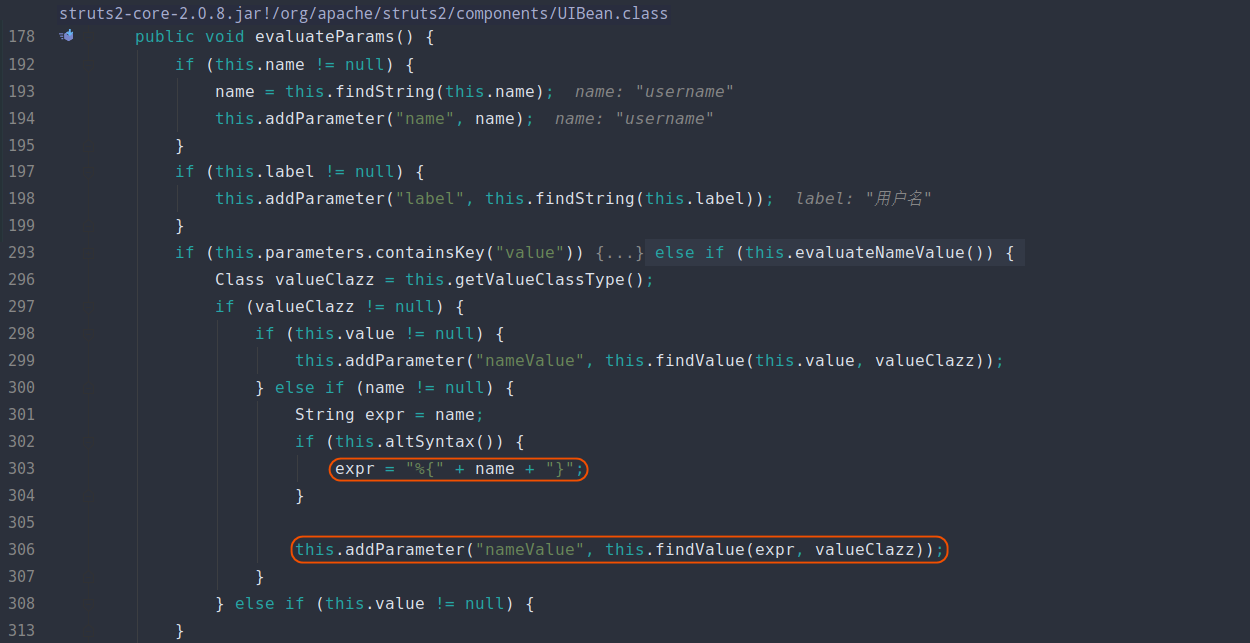 struts2-core-2.0.8.jar!/org/apache/struts2/components/UIBean.class
178 public void evaluateParams() {
192 if (this.name != null) {
193 name = this.findString(this.name); name: "username"
194 this.addParameter("name", name); name: "username"
195 }
197 if (this.label != null) {
198 this.addParameter("label", this.findString(this.label)); label: "用户名"
199 }
293 if (this.parameters.containsKey("value")) {...} else if (this.evaluateNameValue()) {
296 Class valueClazz = this.getValueClassType();
297 if (valueClazz != null) {
298 if (this.value != null) {
299 this.addParameter("nameValue", this.findValue(this.value, valueClazz));
300 } else if (name != null) {
301 String expr = name;
302 if (this.altSyntax()) {
303 expr = "%{" + name + "}";
304 }
305
306 this.addParameter("nameValue", this.findValue(expr, valueClazz));
307 }
308 } else if (this.value != null) {
313 }